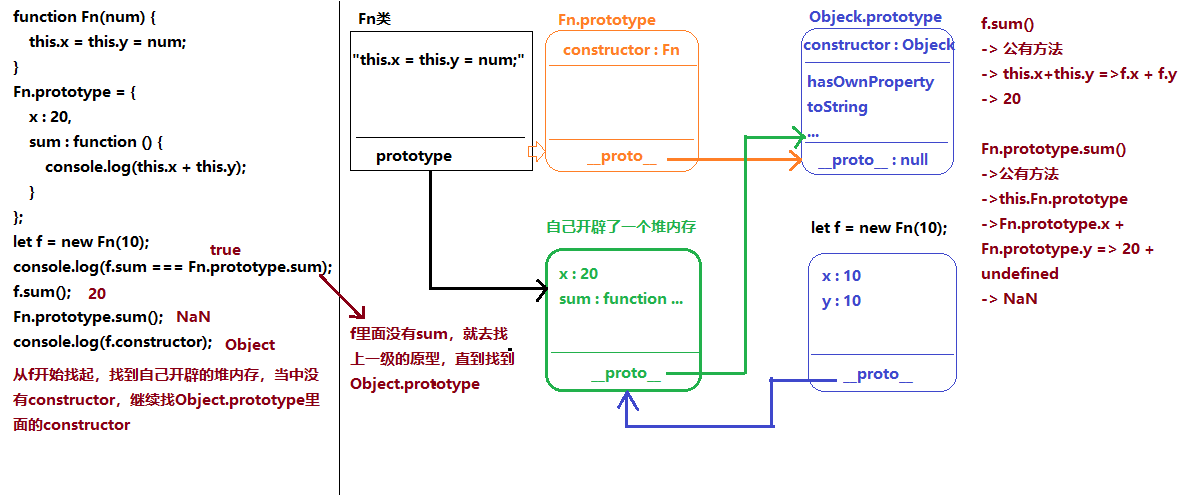 function Fn(num) {
this.x = this.y = num;
}
Fn.prototype = {
x : 20,
sum : function () {
console.log(this.x + this.y);
}
};
let f = new Fn(10);
true
console.log(f.sum === Fn.prototype.sum);
f.sum(); 20
Fn.prototype.sum(); NaN
console.log(f.constructor); Object
从f开始找起，找到自己开辟的堆内存，当中没
有constructor，继续找Object.prototype里
面的constructor
Fn类
"this.x = this.y = num;"
prototype
Fn.prototype
constructor : Fn
__proto__
Objeck.prototype
constructor : Objeck
hasOwnProperty
toString
...
__proto__ : null
自己开辟了一个堆内存
x : 20
sum : function ...
__proto__
let f = new Fn(10);
x : 10
y : 10
__proto__
f里面没有sum，就去找
上一级的原型，直到找到
Object.prototype
f.sum()
-> 公有方法
-> this.x+this.y =>f.x + f.y
-> 20
Fn.prototype.sum()
->公有方法
->this.Fn.prototype
->Fn.prototype.x +
Fn.prototype.y => 20 +
undefined
-> NaN